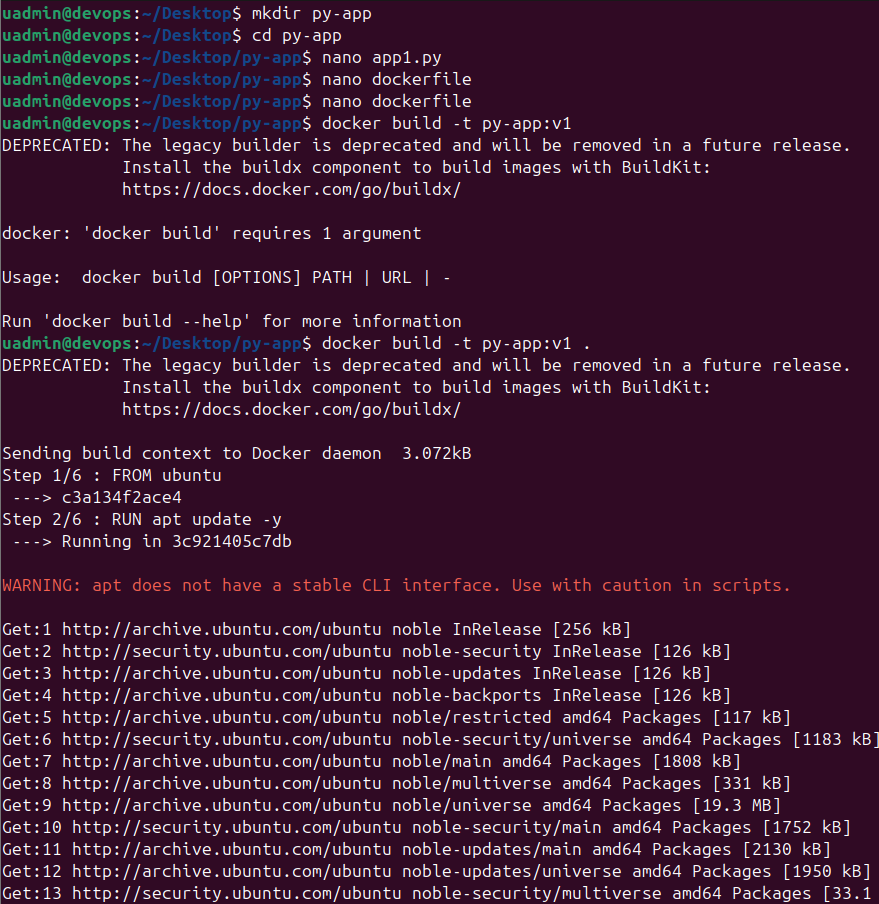 uadmin@devops:~/Desktop$ mkdir py-app
uadmin@devops:~/Desktop$ cd py-app
uadmin@devops:~/Desktop/py-app$ nano app1.py
uadmin@devops:~/Desktop/py-app$ nano dockerfile
uadmin@devops:~/Desktop/py-app$ nano dockerfile
uadmin@devops:~/Desktop/py-app$ docker build -t py-app:v1
DEPRECATED: The legacy builder is deprecated and will be removed in a future release.
            Install the buildx component to build images with BuildKit:
            https://docs.docker.com/go/buildx/

docker: 'docker build' requires 1 argument

Usage:  docker build [OPTIONS] PATH | URL | -

Run 'docker build --help' for more information
uadmin@devops:~/Desktop/py-app$ docker build -t py-app:v1 .
DEPRECATED: The legacy builder is deprecated and will be removed in a future release.
            Install the buildx component to build images with BuildKit:
            https://docs.docker.com/go/buildx/

Sending build context to Docker daemon  3.072kB
Step 1/6 : FROM ubuntu
 ---> c3a134f2ace4
Step 2/6 : RUN apt update -y
 ---> Running in 3c921405c7db

WARNING: apt does not have a stable CLI interface. Use with caution in scripts.

Get:1 http://archive.ubuntu.com/ubuntu noble InRelease [256 kB]
Get:2 http://security.ubuntu.com/ubuntu noble-security InRelease [126 kB]
Get:3 http://archive.ubuntu.com/ubuntu noble-updates InRelease [126 kB]
Get:4 http://archive.ubuntu.com/ubuntu noble-backports InRelease [126 kB]
Get:5 http://archive.ubuntu.com/ubuntu noble/restricted amd64 Packages [117 kB]
Get:6 http://security.ubuntu.com/ubuntu noble-security/universe amd64 Packages [1183 kB]
Get:7 http://archive.ubuntu.com/ubuntu noble/main amd64 Packages [1808 kB]
Get:8 http://archive.ubuntu.com/ubuntu noble/multiverse amd64 Packages [331 kB]
Get:9 http://archive.ubuntu.com/ubuntu noble/universe amd64 Packages [19.3 MB]
Get:10 http://security.ubuntu.com/ubuntu noble-security/main amd64 Packages [1752 kB]
Get:11 http://archive.ubuntu.com/ubuntu noble-updates/main amd64 Packages [2130 kB]
Get:12 http://archive.ubuntu.com/ubuntu noble-updates/universe amd64 Packages [1950 kB]
Get:13 http://security.ubuntu.com/ubuntu noble-security/multiverse amd64 Packages [33.1